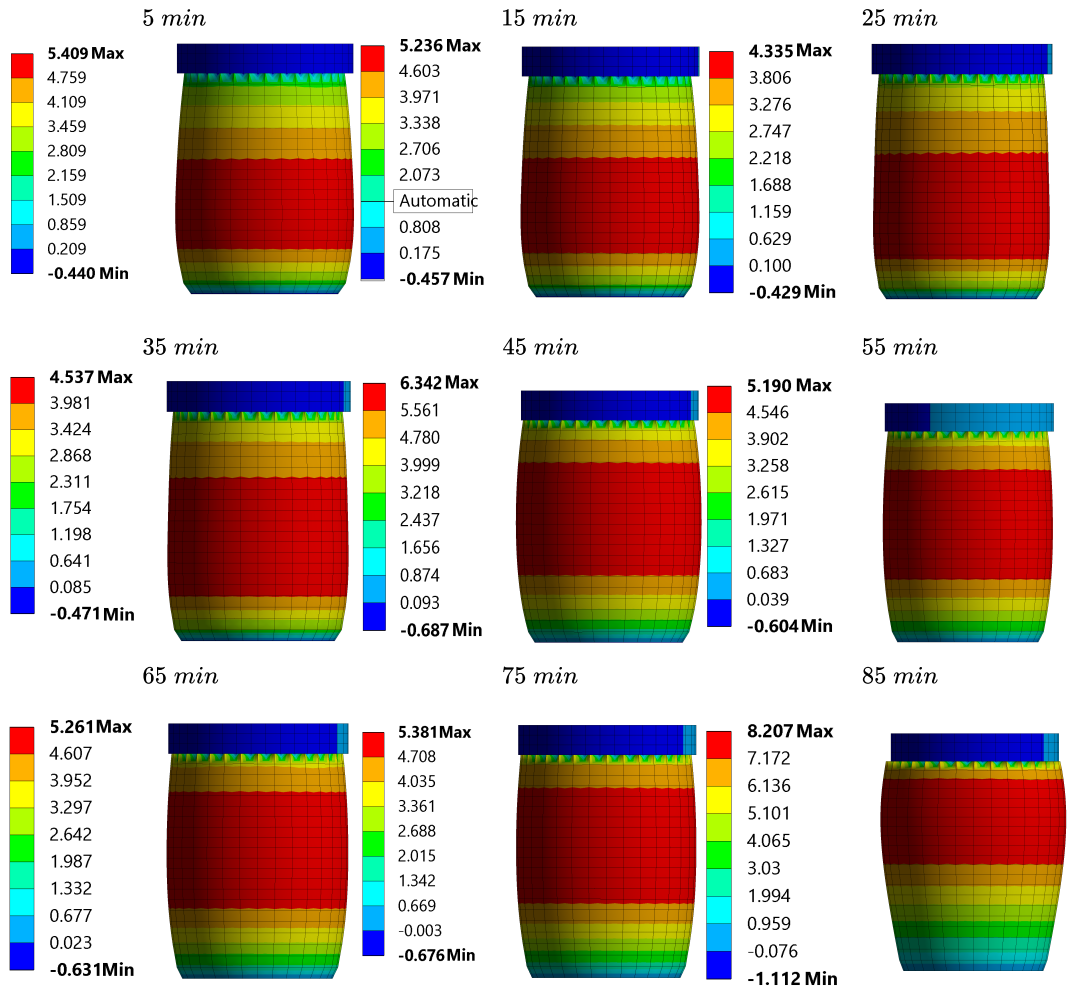 5 min
15 min
25 min
5.409 Max
4.759
4.109
3.459
2.809
2.159
1.509
0.859
0.209
-0.440 Min
5.236 Max
4.603
3.971
3.338
2.706
2.073
Automatic
0.808
0.175
-0.457 Min
4.335 Max
3.806
3.276
2.747
2.218
1.688
1.159
0.629
0.100
-0.429 Min
35 min
45 min
55 min
4.537 Max
3.981
3.424
2.868
2.311
1.754
1.198
0.641
0.085
-0.471 Min
6.342 Max
5.561
4.780
3.999
3.218
2.437
1.656
0.874
0.093
-0.687 Min
5.190 Max
4.546
3.902
3.258
2.615
1.971
1.327
0.683
0.039
-0.604 Min
65 min
75 min
85 min
5.261 Max
4.607
3.952
3.297
2.642
1.987
1.332
0.677
0.023
-0.631 Min
5.381 Max
4.708
4.035
3.361
2.688
2.015
1.342
0.669
-0.003
-0.676 Min
8.207 Max
7.172
6.136
5.101
4.065
3.03
1.994
0.959
-0.076
-1.112 Min